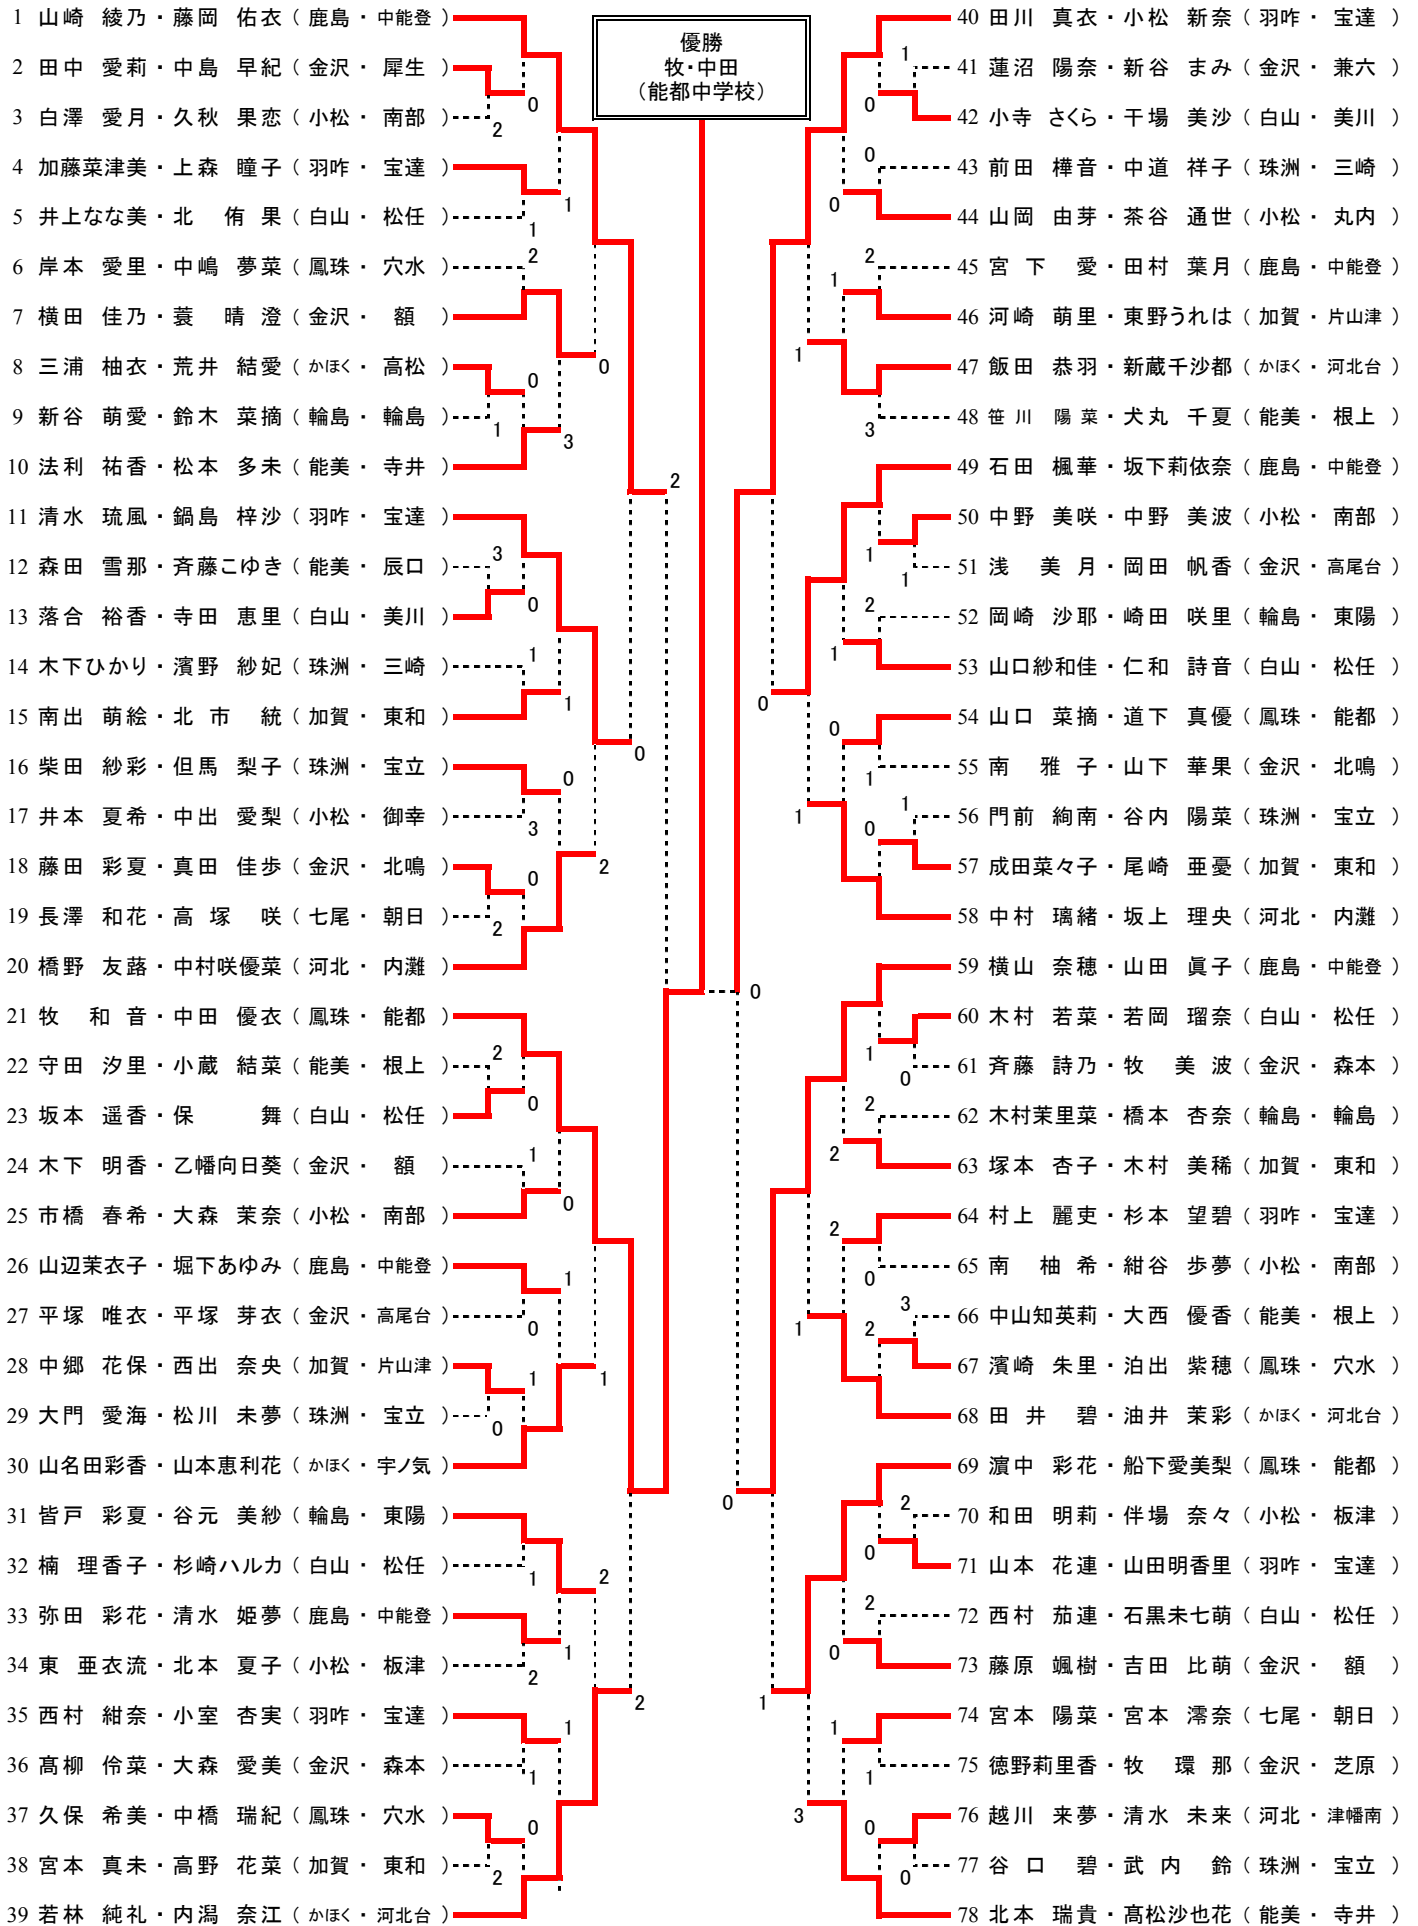 優勝
牧・中田
（能都中学校）
1 山崎 綾乃・藤岡 佑衣（鹿島・中能登）
2 田中 愛莉・中島 早紀（金沢・犀生）
3 白澤 愛月・久秋 果恋（小松・南部）
4 加藤菜津美・上森 瞳子（羽咋・宝達）
5 井上なな美・北 侑果（白山・松任）
6 岸本 愛里・中嶋 夢菜（鳳珠・穴水）
7 横田 佳乃・蓑 晴澄（金沢・額）
8 三浦 柚衣・荒井 結愛（かほく・高松）
9 新谷 萌愛・鈴木 菜摘（輪島・輪島）
10 法利 祐香・松本 多未（能美・寺井）
11 清水 琉風・鍋島 梓沙（羽咋・宝達）
12 森田 雪那・斉藤こゆき（能美・辰口）
13 落合 裕香・寺田 恵里（白山・美川）
14 木下ひかり・濱野 紗妃（珠洲・三崎）
15 南出 萌絵・北市 統（加賀・東和）
16 柴田 紗彩・但馬 梨子（珠洲・宝立）
17 井本 夏希・中出 愛梨（小松・御幸）
18 藤田 彩夏・真田 佳歩（金沢・北鳴）
19 長澤 和花・高塚 咲（七尾・朝日）
20 橋野 友蕗・中村咲優菜（河北・内灘）
21 牧 和音・中田 優衣（鳳珠・能都）
22 守田 汐里・小蔵 結菜（能美・根上）
23 坂本 遥香・保 舞（白山・松任）
24 木下 明香・乙幡向日葵（金沢・額）
25 市橋 春希・大森 茉奈（小松・南部）
26 山辺茉衣子・堀下あゆみ（鹿島・中能登）
27 平塚 唯衣・平塚 芽衣（金沢・高尾台）
28 中郷 花保・西出 奈央（加賀・片山津）
29 大門 愛海・松川 未夢（珠洲・宝立）
30 山名田彩香・山本恵利花（かほく・宇ノ気）
31 皆戸 彩夏・谷元 美紗（輪島・東陽）
32 楠 理香子・杉崎ハルカ（白山・松任）
33 弥田 彩花・清水 姫夢（鹿島・中能登）
34 東 亜衣流・北本 夏子（小松・板津）
35 西村 紺奈・小室 杏実（羽咋・宝達）
36 髙柳 伶菜・大森 愛美（金沢・森本）
37 久保 希美・中橋 瑞紀（鳳珠・穴水）
38 宮本 真未・高野 花菜（加賀・東和）
39 若林 純礼・内潟 奈江（かほく・河北台）
40 田川 真衣・小松 新奈（羽咋・宝達）
41 蓮沼 陽奈・新谷 まみ（金沢・兼六）
42 小寺 さくら・干場 美沙（白山・美川）
43 前田 樺音・中道 祥子（珠洲・三崎）
44 山岡 由芽・茶谷 通世（小松・丸内）
45 宮下 愛・田村 葉月（鹿島・中能登）
46 河崎 萌里・東野うれは（加賀・片山津）
47 飯田 恭羽・新蔵千沙都（かほく・河北台）
48 笹川 陽菜・犬丸 千夏（能美・根上）
49 石田 楓華・坂下莉依奈（鹿島・中能登）
50 中野 美咲・中野 美波（小松・南部）
51 浅 美月・岡田 帆香（金沢・高尾台）
52 岡崎 沙耶・崎田 咲里（輪島・東陽）
53 山口紗和佳・仁和 詩音（白山・松任）
54 山口 菜摘・道下 真優（鳳珠・能都）
55 南 雅子・山下 華果（金沢・北鳴）
56 門前 絢南・谷内 陽菜（珠洲・宝立）
57 成田菜々子・尾崎 亜憂（加賀・東和）
58 中村 璃緒・坂上 理央（河北・内灘）
59 横山 奈穂・山田 眞子（鹿島・中能登）
60 木村 若菜・若岡 瑠奈（白山・松任）
61 斉藤 詩乃・牧 美波（金沢・森本）
62 木村茉里菜・橋本 杏奈（輪島・輪島）
63 塚本 杏子・木村 美稀（加賀・東和）
64 村上 麗吏・杉本 望碧（羽咋・宝達）
65 南 柚希・紺谷 歩夢（小松・南部）
66 中山知英莉・大西 優香（能美・根上）
67 濱崎 朱里・泊出 紫穂（鳳珠・穴水）
68 田井 碧・油井 茉彩（かほく・河北台）
69 濵中 彩花・船下愛美梨（鳳珠・能都）
70 和田 明莉・伴場 奈々（小松・板津）
71 山本 花連・山田明香里（羽咋・宝達）
72 西村 茄連・石黒未七萌（白山・松任）
73 藤原 颯樹・吉田 比萌（金沢・額）
74 宮本 陽菜・宮本 澪奈（七尾・朝日）
75 徳野莉里香・牧 環那（金沢・芝原）
76 越川 来夢・清水 未来（河北・津幡南）
77 谷口 碧・武内 鈴（珠洲・宝立）
78 北本 瑞貴・髙松沙也花（能美・寺井）